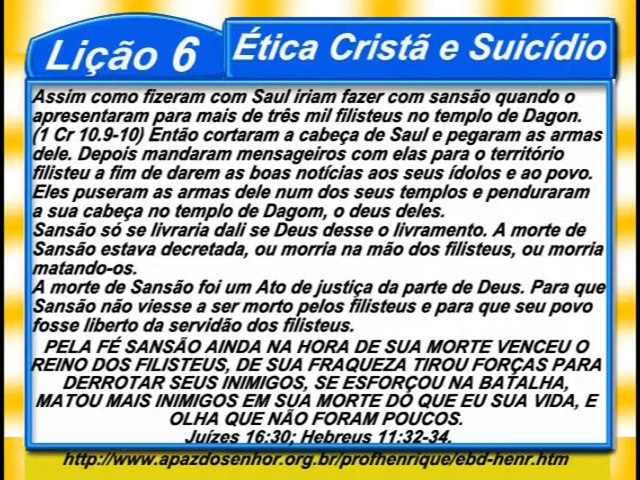 Lição 6
Ética Cristã e Suicídio
Assim como fizeram com Saul iriam fazer com sansão quando o
apresentaram para mais de três mil filisteus no templo de Dagon.
(1 Cr 10.9-10) Então cortaram a cabeça de Saul e pegaram as armas
dele. Depois mandaram mensageiros com elas para o território
filisteu a fim de darem as boas notícias aos seus ídolos e ao povo.
Eles puseram as armas dele num dos seus templos e penduraram
a sua cabeça no templo de Dagom, o deus deles.
Sansão só se livraria dali se Deus desse o livramento. A morte de
Sansão estava decretada, ou morria na mão dos filisteus, ou morria
matando-os.
A morte de Sansão foi um Ato de justiça da parte de Deus. Para que
Sansão não viesse a ser morto pelos filisteus e para que seu povo
fosse liberto da servidão dos filisteus.
PELA FÉ SANSÃO AINDA NA HORA DE SUA MORTE VENCEU O
REINO DOS FILISTEUS, DE SUA FRAQUEZA TIROU FORÇAS PARA
DERROTAR SEUS INIMIGOS, SE ESFORÇOU NA BATALHA,
MATOU MAIS INIMIGOS EM SUA MORTE DO QUE EU SUA VIDA, E
OLHA QUE NÃO FORAM POUCOS.
Juízes 16:30; Hebreus 11:32-34.
http://www.apazdosenhor.org.br/profhenrique/ebd-henr.htm